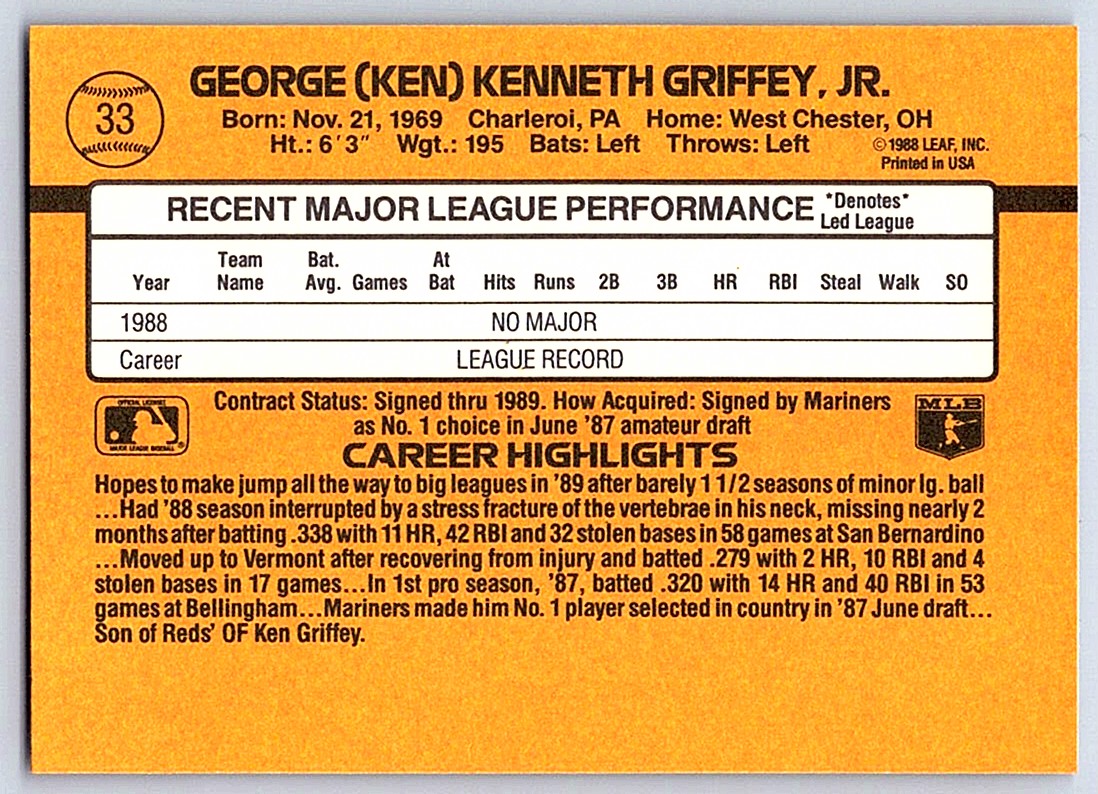 33
GEORGE (KEN) KENNETH GRIFFEY, JR.
Born: Nov. 21, 1969 Charleroi, PA Home: West Chester, OH
Ht.: 6'3" Wgt.: 195 Bats: Left Throws: Left
©1988 LEAF, INC.
Printed in USA
RECENT MAJOR LEAGUE PERFORMANCE *Denotes*
Led League
Year Team Name Bat. Avg. Games At Bat Hits Runs 2B 3B HR RBI Steal Walk SO
1988 NO MAJOR
Career LEAGUE RECORD
OFFICIAL LICENSEE
MAJOR LEAGUE BASEBALL
®
Contract Status: Signed thru 1989. How Acquired: Signed by Mariners
as No. 1 choice in June '87 amateur draft
MLB
CAREER HIGHLIGHTS
Hopes to make jump all the way to big leagues in '89 after barely 1 1/2 seasons of minor lg. ball
...Had '88 season interrupted by a stress fracture of the vertebrae in his neck, missing nearly 2
months after batting .338 with 11 HR, 42 RBI and 32 stolen bases in 58 games at San Bernardino
...Moved up to Vermont after recovering from injury and batted .279 with 2 HR, 10 RBI and 4
stolen bases in 17 games...In 1st pro season, '87, batted .320 with 14 HR and 40 RBI in 53
games at Bellingham...Mariners made him No. 1 player selected in country in '87 June draft...
Son of Reds' OF Ken Griffey.